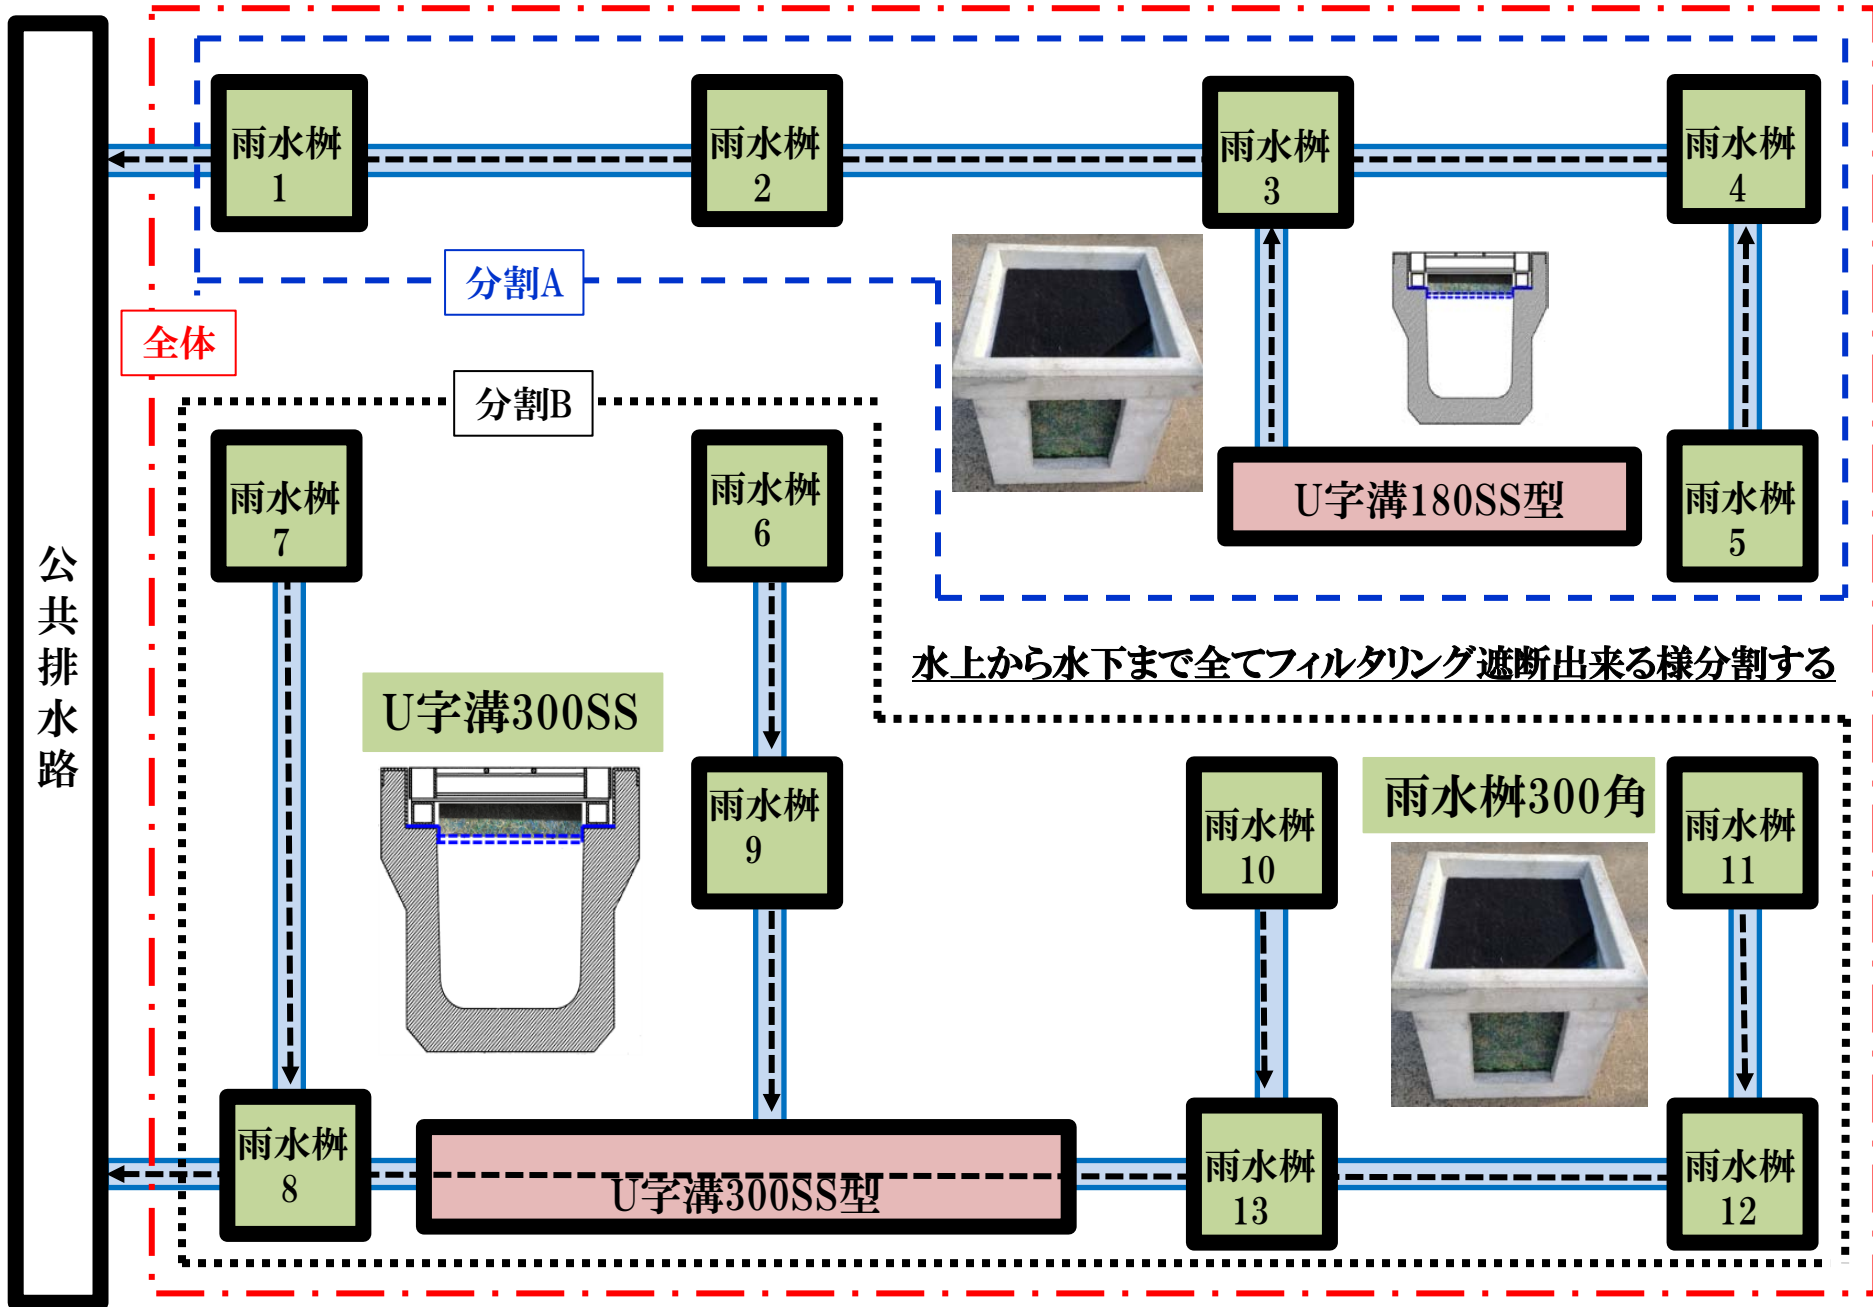 公共排水路
雨水桝
1
雨水桝
2
雨水桝
3
雨水桝
4
分割A
全体
分割B
雨水桝
7
雨水桝
6
U字溝180SS型
雨水桝
5
水上から水下まで全てフィルタリング遮断出来る様分割する
U字溝300SS
雨水桝
9
雨水桝
10
雨水桝300角
雨水桝
11
雨水桝
8
U字溝300SS型
雨水桝
13
雨水桝
12